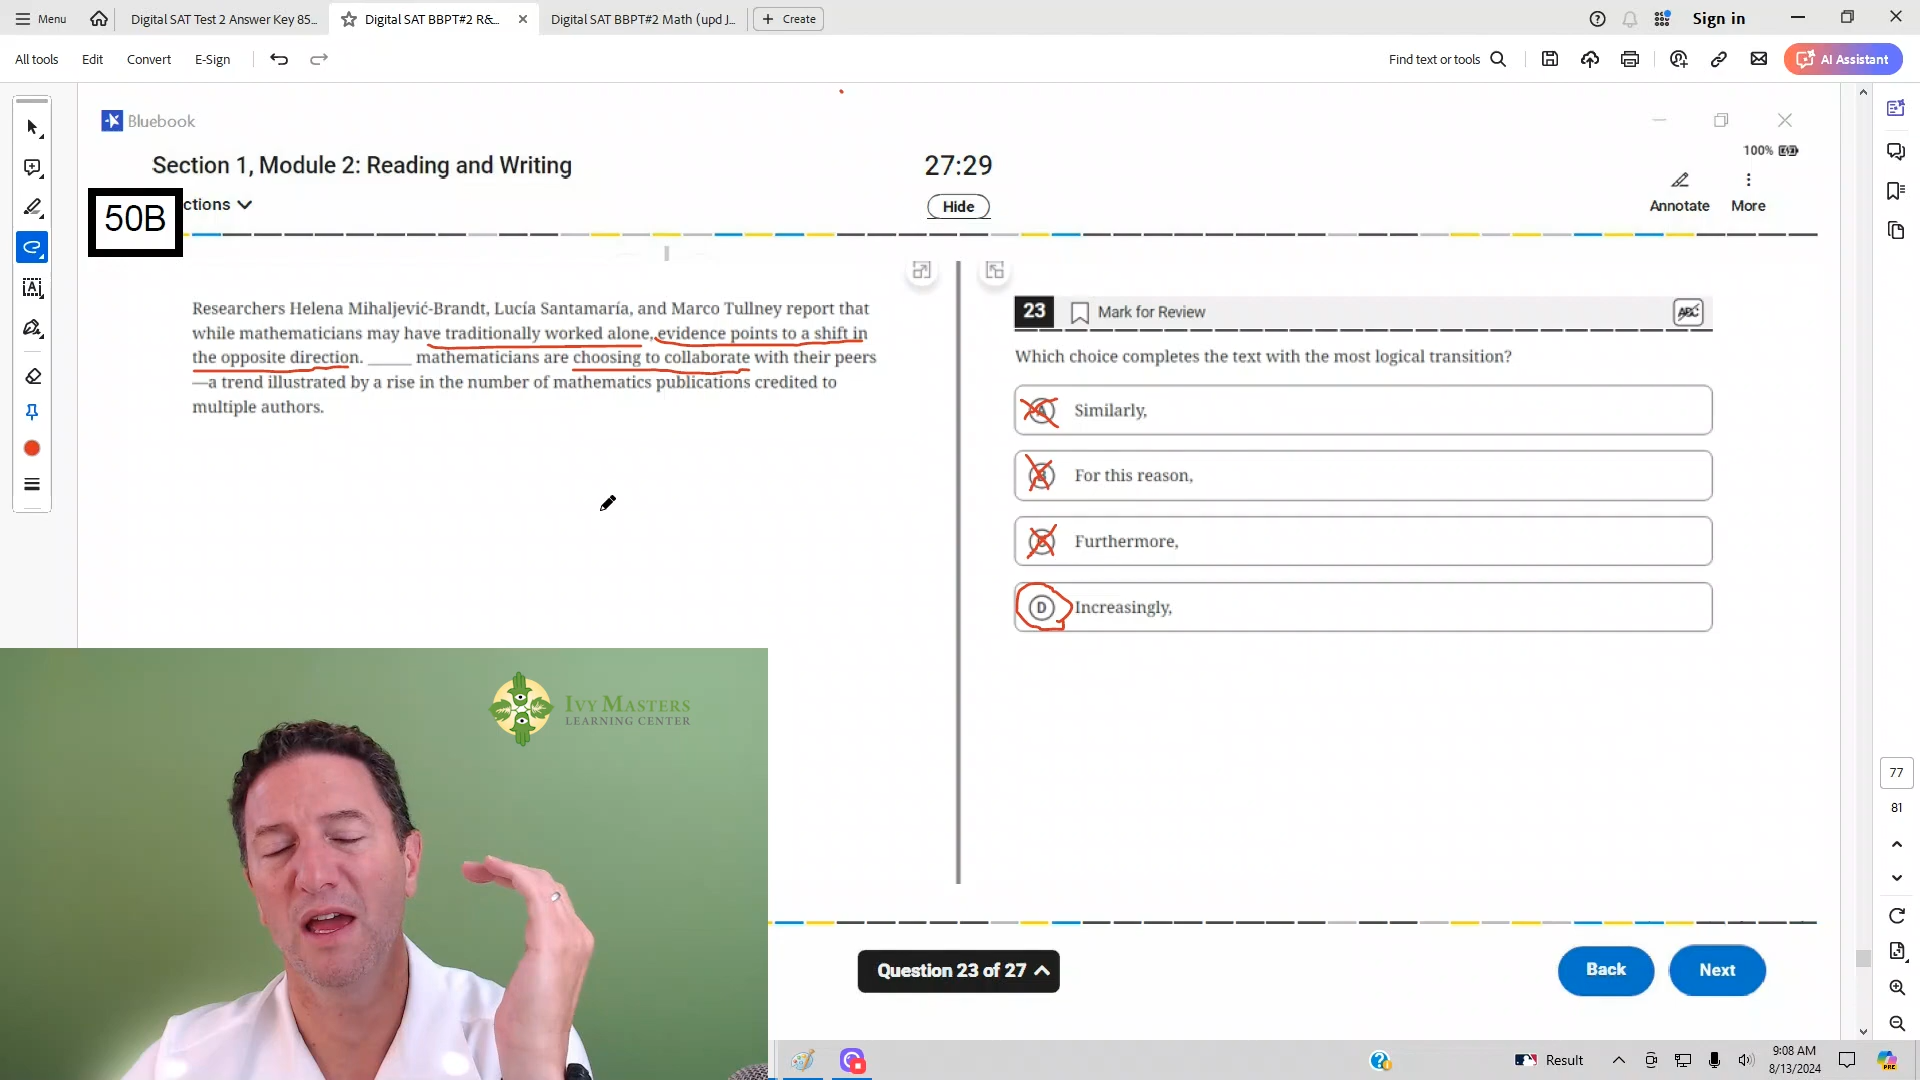 Menu
Digital SAT Test 2 Answer Key 85...
Digital SAT BBPT#2 R&...
Digital SAT BBPT#2 Math (upd J...
Create
Sign in
All tools
Edit
Convert
E-Sign
Find text or tools
AI Assistant
Bluebook
Section 1, Module 2: Reading and Writing
27:29
100%
50B
ctions
Hide
Annotate
More
Researchers Helena Mihaljević-Brandt, Lucía Santamaría, and Marco Tullney report that
while mathematicians may have traditionally worked alone, evidence points to a shift in
the opposite direction. ______ mathematicians are choosing to collaborate with their peers
—a trend illustrated by a rise in the number of mathematics publications credited to
multiple authors.
23
Mark for Review
ABC
Which choice completes the text with the most logical transition?
A Similarly,
B For this reason,
C Furthermore,
D Increasingly,
IVY MASTERS
LEARNING CENTER
77
81
Question 23 of 27
Back
Next
Result
9:08 AM
8/13/2024
PRE